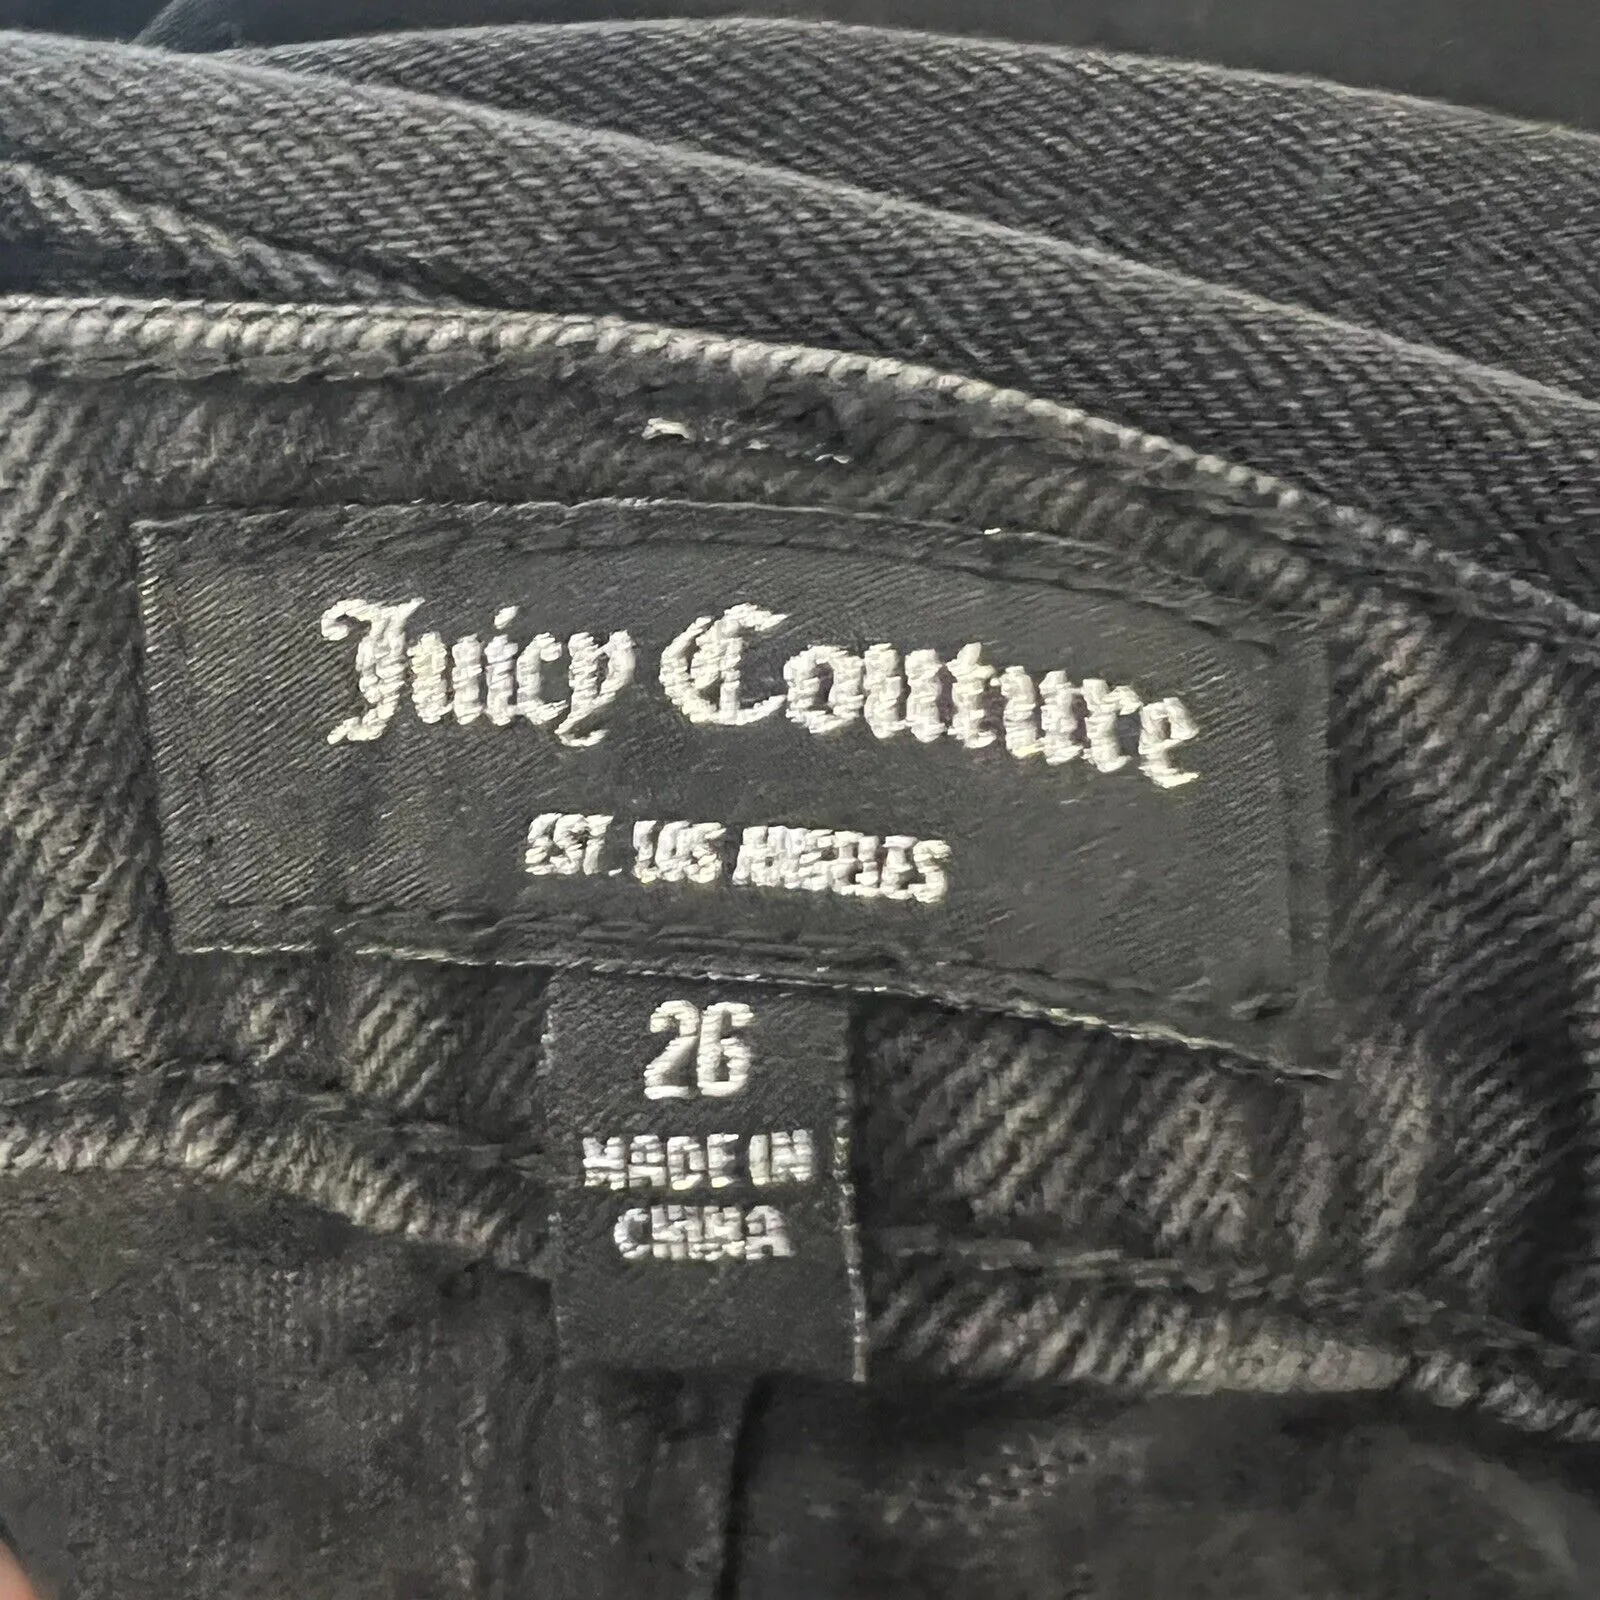 Juicy Couture
EST. LOS ANGELES
26
MADE IN
CHINA